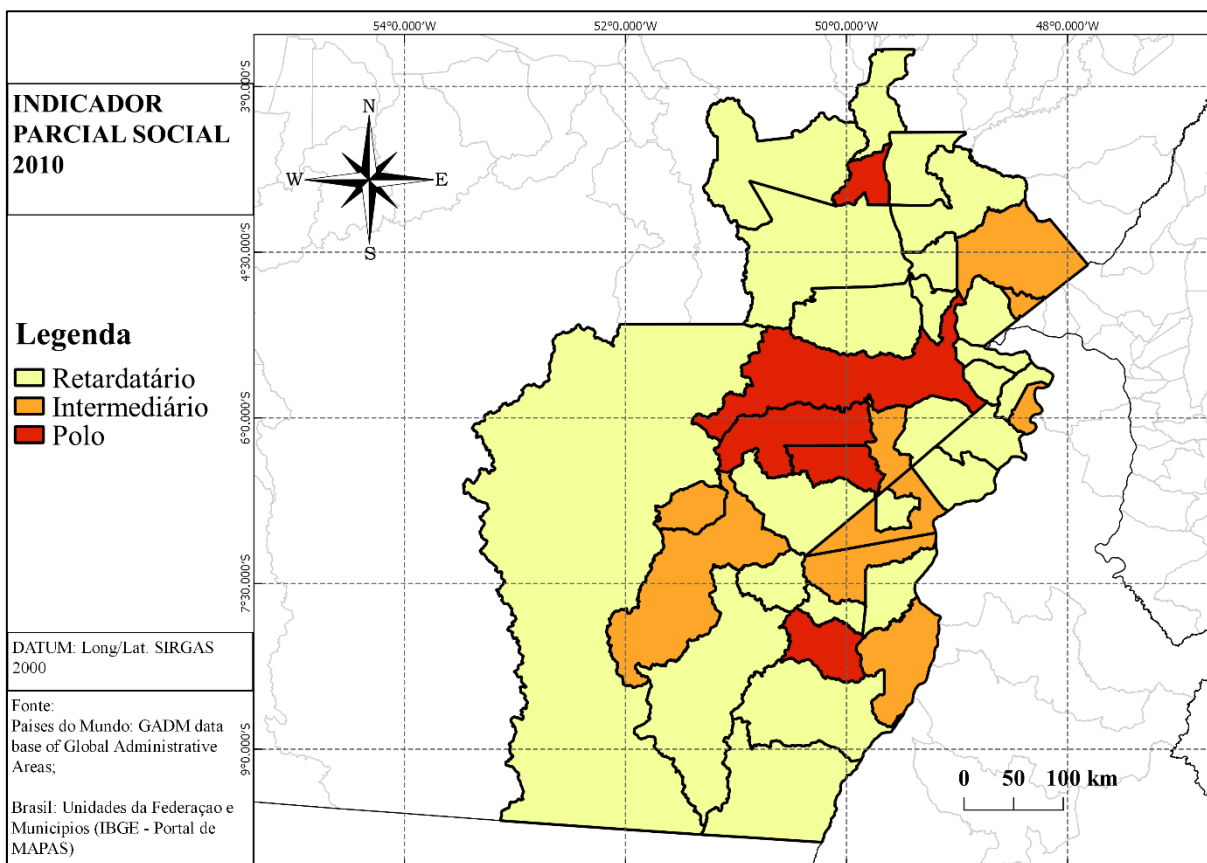 54°0.000'W
52°0.000'W
50°0.000'W
48°0.000'W
INDICADOR
PARCIAL SOCIAL
2010
N
W
E
S
3°0.000'S
4°30.000'S
6°0.000'S
7°30.000'S
9°0.000'S
Legenda
Retardatário
Intermediário
Polo
0 50 100 km
DATUM: Long/Lat. SIRGAS
2000
Fonte:
Paises do Mundo: GADM data
base of Global Administrative
Areas;
Brasil: Unidades da Federaçao e
Municípios (IBGE - Portal de
MAPAS)